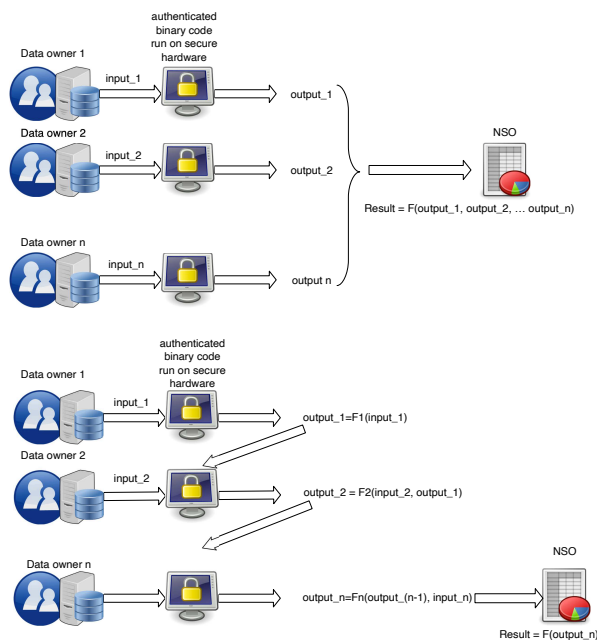 authenticated
binary code
run on secure
hardware
Data owner 1
input_1
output_1
Data owner 2
input_2
output_2
NSO
Result = F(output_1, output_2, ... output_n)
Data owner n
input_n
output n
authenticated
binary code
run on secure
hardware
Data owner 1
input_1
output_1=F1(input_1)
Data owner 2
input_2
output_2 = F2(input_2, output_1)
NSO
Data owner n
output_n=Fn(output_(n-1), input_n)
Result = F(output_n)